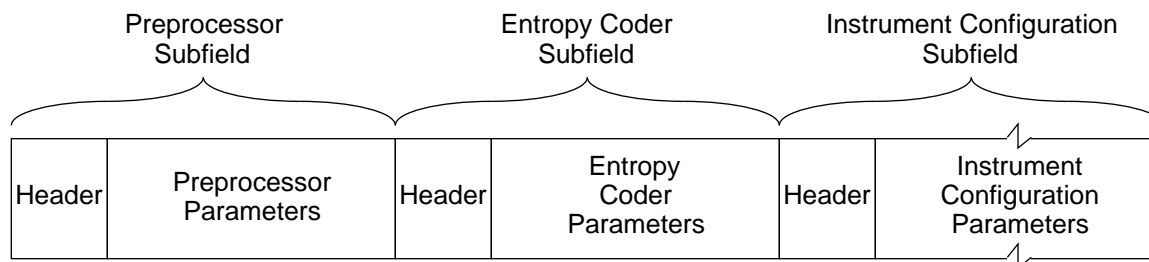 Preprocessor
Subfield
Entropy Coder
Subfield
Instrument Configuration
Subfield
Header
Preprocessor
Parameters
Header
Entropy
Coder
Parameters
Header
Instrument
Configuration
Parameters